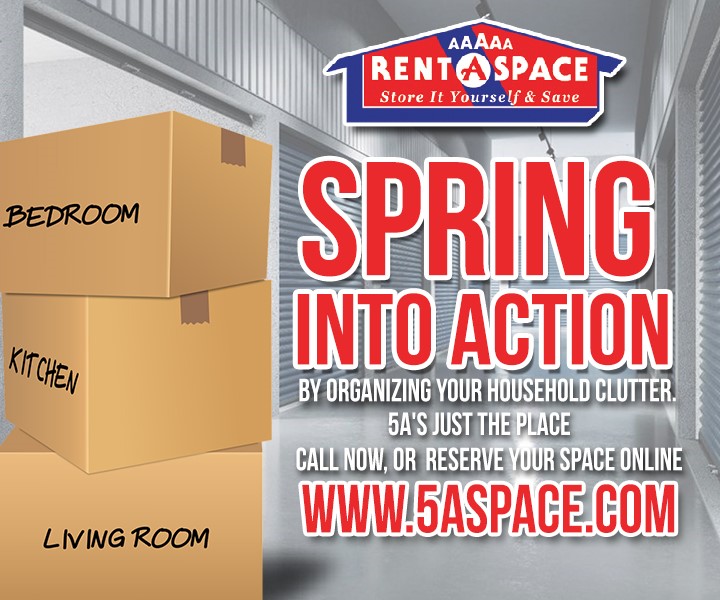 AAAAA
RENT A SPACE
Store It Yourself & Save
BEDROOM
KITCHEN
LIVING ROOM
SPRING
INTO ACTION
BY ORGANIZING YOUR HOUSEHOLD CLUTTER.
5A'S JUST THE PLACE
CALL NOW, OR RESERVE YOUR SPACE ONLINE
WWW.5ASPACE.COM